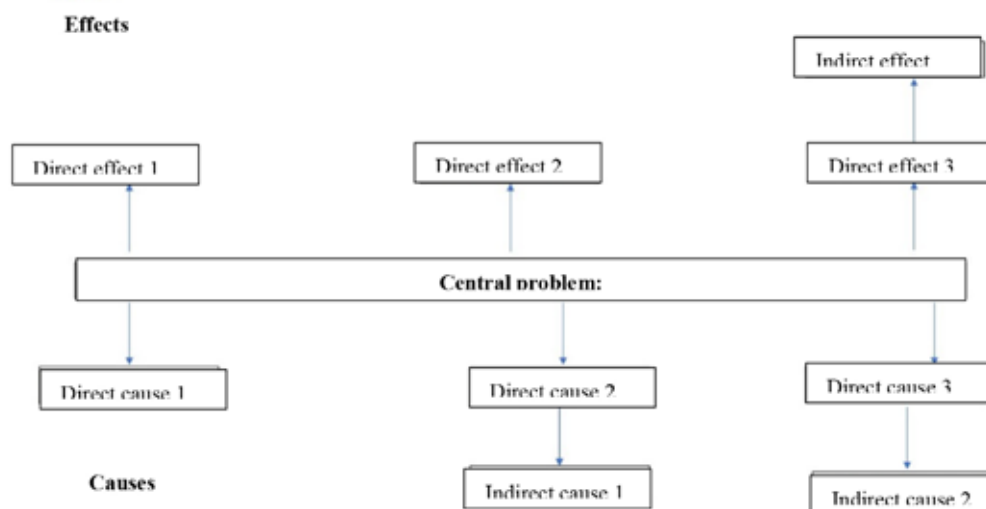 Effects
Indirct effect
Direct effect 1
Direct effect 2
Direct effect 3
Central problem:
Direct cause 1
Direct cause 2
Direct cause 3
Causes
Indirect cause 1
Indirect cause 2